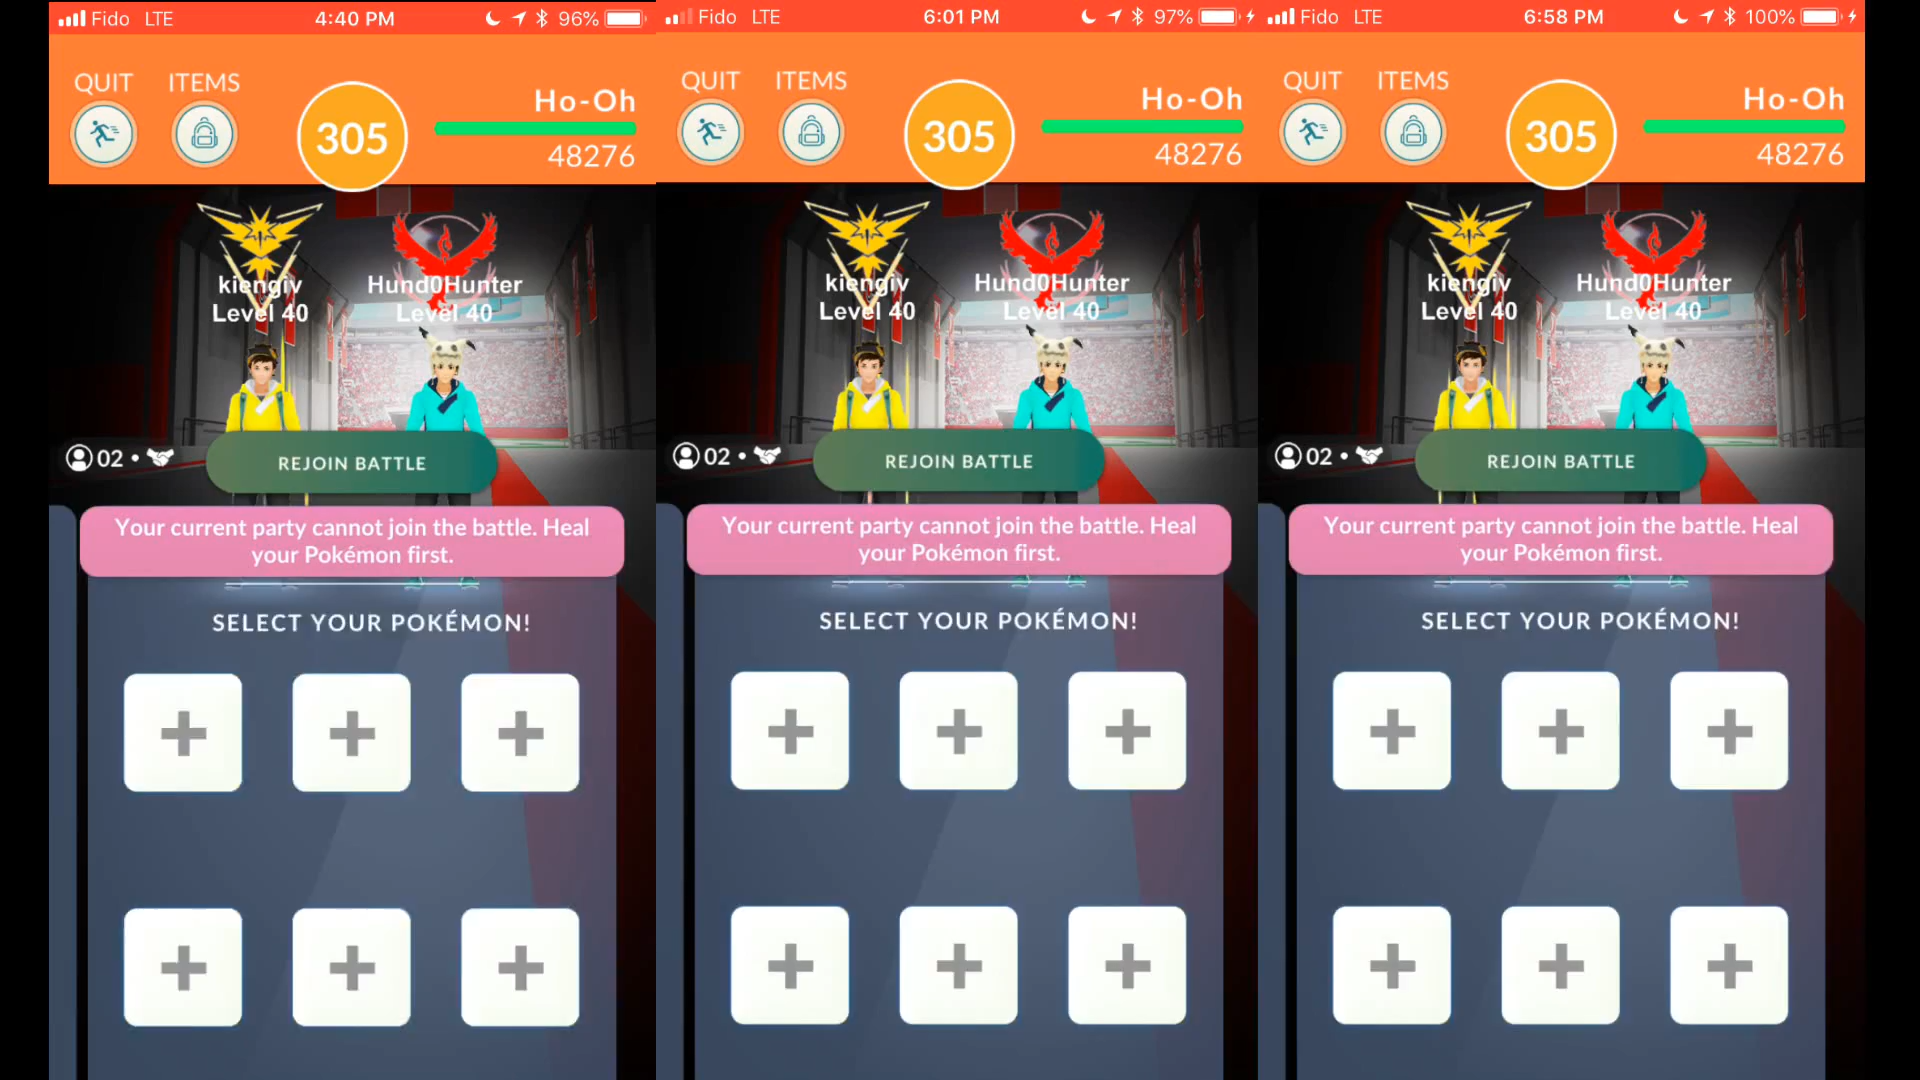 Fido LTE 4:40 PM 96%
QUIT ITEMS
305
Ho-Oh
48276
kiengiv
Level 40
Hund0Hunter
Level 40
02 •
REJOIN BATTLE
Your current party cannot join the battle. Heal
your Pokémon first.
SELECT YOUR POKÉMON!
Fido LTE 6:01 PM 97%
QUIT ITEMS
305
Ho-Oh
48276
kiengiv
Level 40
Hund0Hunter
Level 40
02 •
REJOIN BATTLE
Your current party cannot join the battle. Heal
your Pokémon first.
SELECT YOUR POKÉMON!
Fido LTE 6:58 PM 100%
QUIT ITEMS
305
Ho-Oh
48276
kiengiv
Level 40
Hund0Hunter
Level 40
02 •
REJOIN BATTLE
Your current party cannot join the battle. Heal
your Pokémon first.
SELECT YOUR POKÉMON!